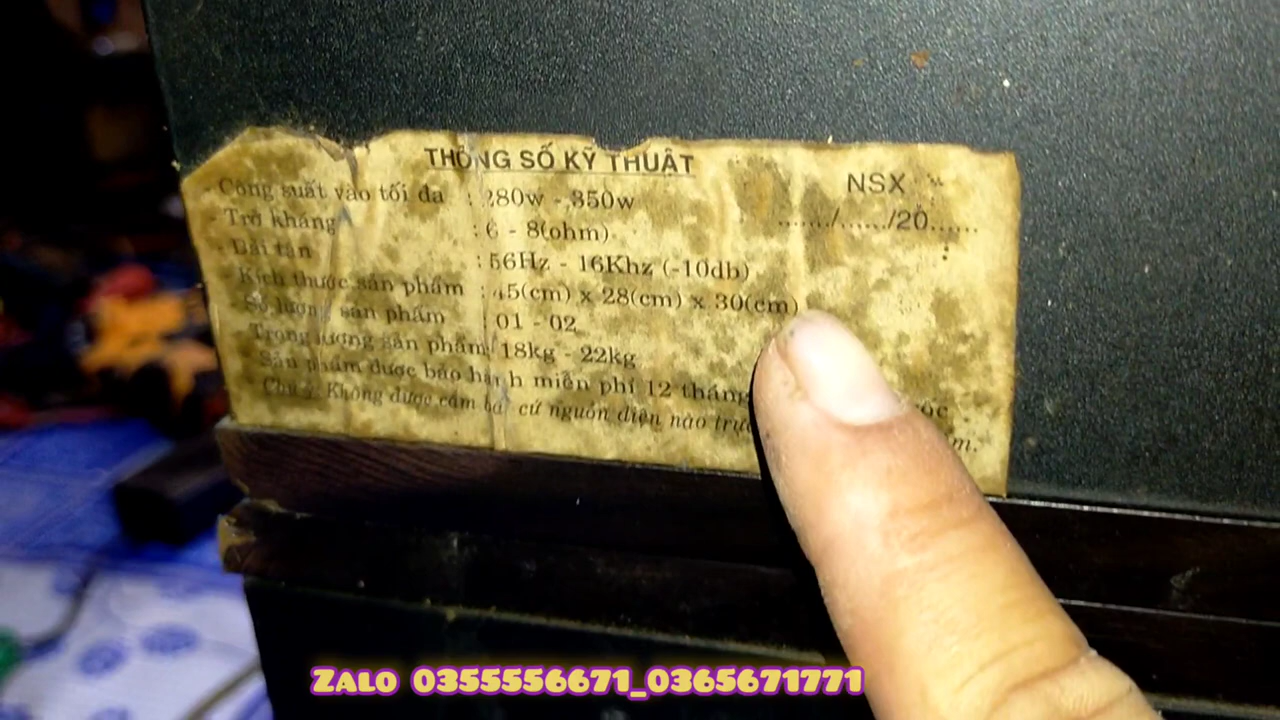 THÔNG SỐ KỸ THUẬT
NSX
....../....../20......
- Công suất vào tối đa : 280w - 350w
- Trở kháng : 6 - 8(ohm)
- Dải tần : 56Hz - 16Khz (-10db)
- Kích thước sản phẩm : 45(cm) x 28(cm) x 30(cm)
- Số lượng sản phẩm : 01 - 02
- Trọng lượng sản phẩm : 18kg - 22kg
Sản phẩm được bảo hành miễn phí 12 tháng
Chú ý: Không được cắm bất cứ nguồn điện nào
Zalo 0355556671_0365671771